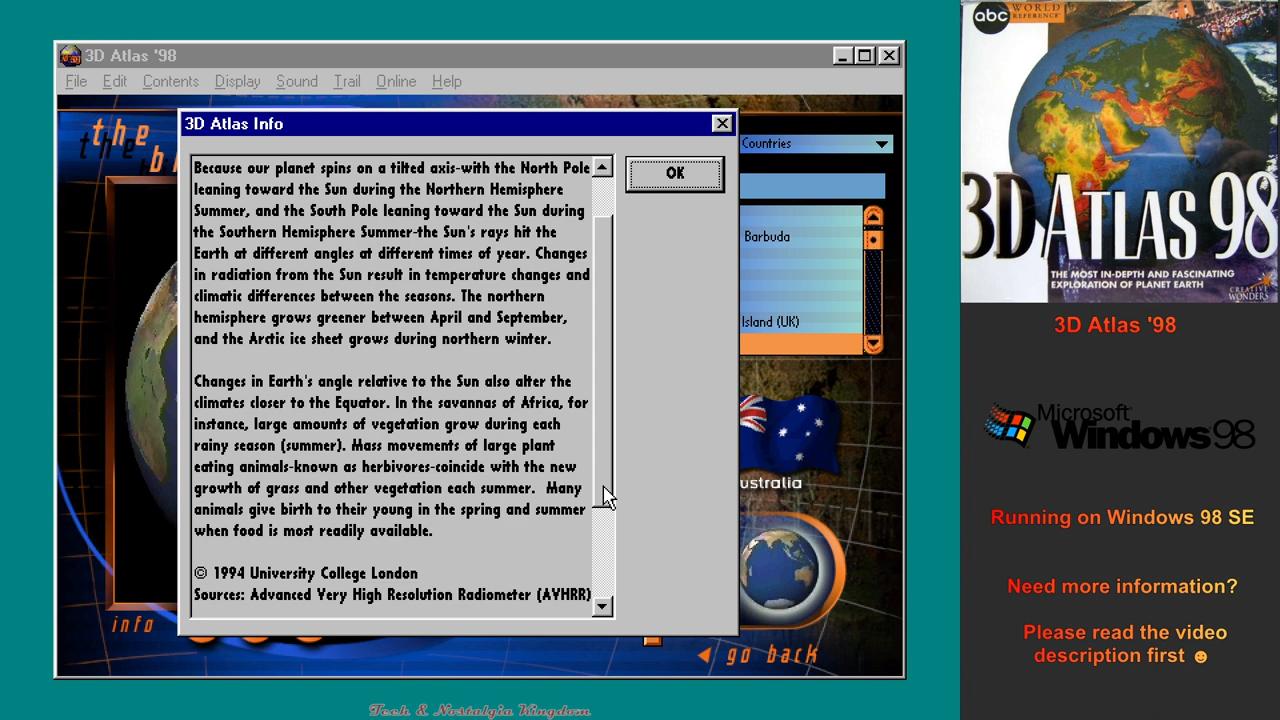 3D Atlas '98
File Edit Contents Display Sound Trail Online Help
the
the
b
3D Atlas Info
Because our planet spins on a tilted axis-with the North Pole
leaning toward the Sun during the Northern Hemisphere
Summer, and the South Pole leaning toward the Sun during
the Southern Hemisphere Summer-the Sun's rays hit the
Earth at different angles at different times of year. Changes
in radiation from the Sun result in temperature changes and
climatic differences between the seasons. The northern
hemisphere grows greener between April and September,
and the Arctic ice sheet grows during northern winter.
Changes in Earth's angle relative to the Sun also alter the
climates closer to the Equator. In the savannas of Africa, for
instance, large amounts of vegetation grow during each
rainy season (summer). Mass movements of large plant
eating animals-known as herbivores-coincide with the new
growth of grass and other vegetation each summer.  Many
animals give birth to their young in the spring and summer
when food is most readily available.
© 1994 University College London
Sources: Advanced Very High Resolution Radiometer (AVHRR)
OK
Countries
Barbuda
Island (UK)
ustralia
info
go back
Tech & Nostalgia Kingdom
abc WORLD
REFERENCE
3D ATLAS 98
THE MOST IN-DEPTH AND FASCINATING
EXPLORATION OF PLANET EARTH
CREATIVE
WONDERS
3D Atlas '98
Microsoft
Windows 98
Running on Windows 98 SE
Need more information?
Please read the video
description first ☻